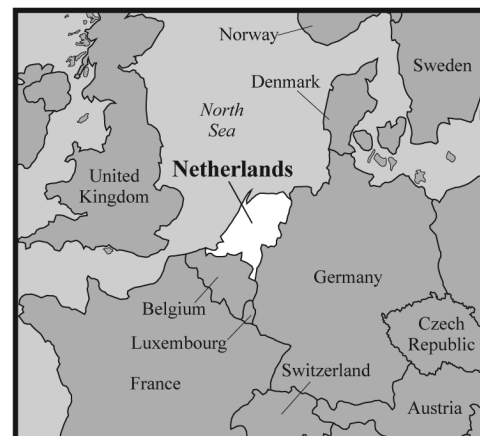 Norway
Sweden
Denmark
North
Sea
Netherlands
United
Kingdom
Germany
Belgium
Czech
Republic
Luxembourg
Switzerland
France
Austria